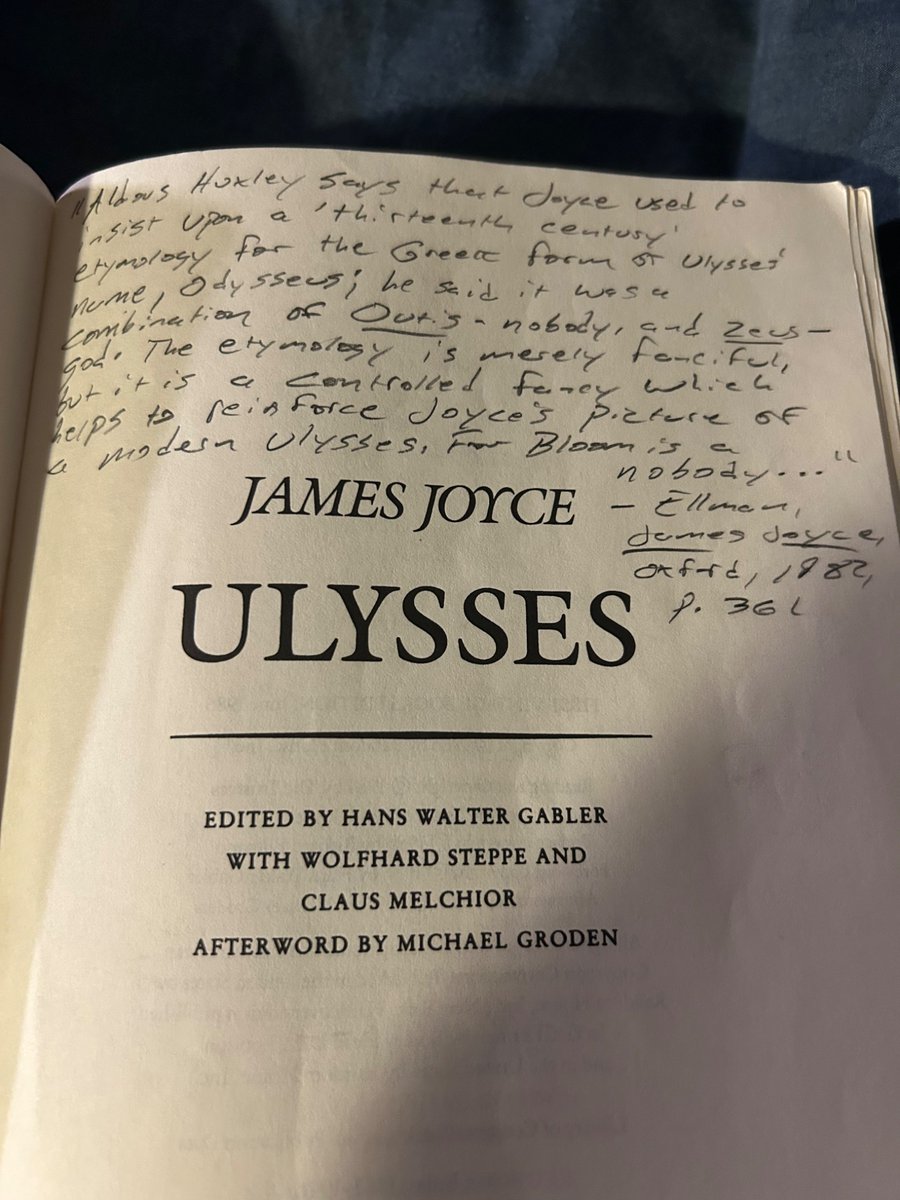 "Aldous Huxley says that Joyce used to
insist upon a 'thirteenth century'
etymology for the Greek form of Ulysses'
name, Odysseus; he said it was a
combination of Outis - nobody, and Zeus -
god. The etymology is merely fanciful,
but it is a controlled fancy which
helps to reinforce Joyce's picture of
a modern Ulysses. For Bloom is a
nobody..."
- Ellman,
James Joyce,
Oxford, 1982,
p. 361
JAMES JOYCE
ULYSSES
EDITED BY HANS WALTER GABLER
WITH WOLFHARD STEPPE AND
CLAUS MELCHIOR
AFTERWORD BY MICHAEL GRODEN